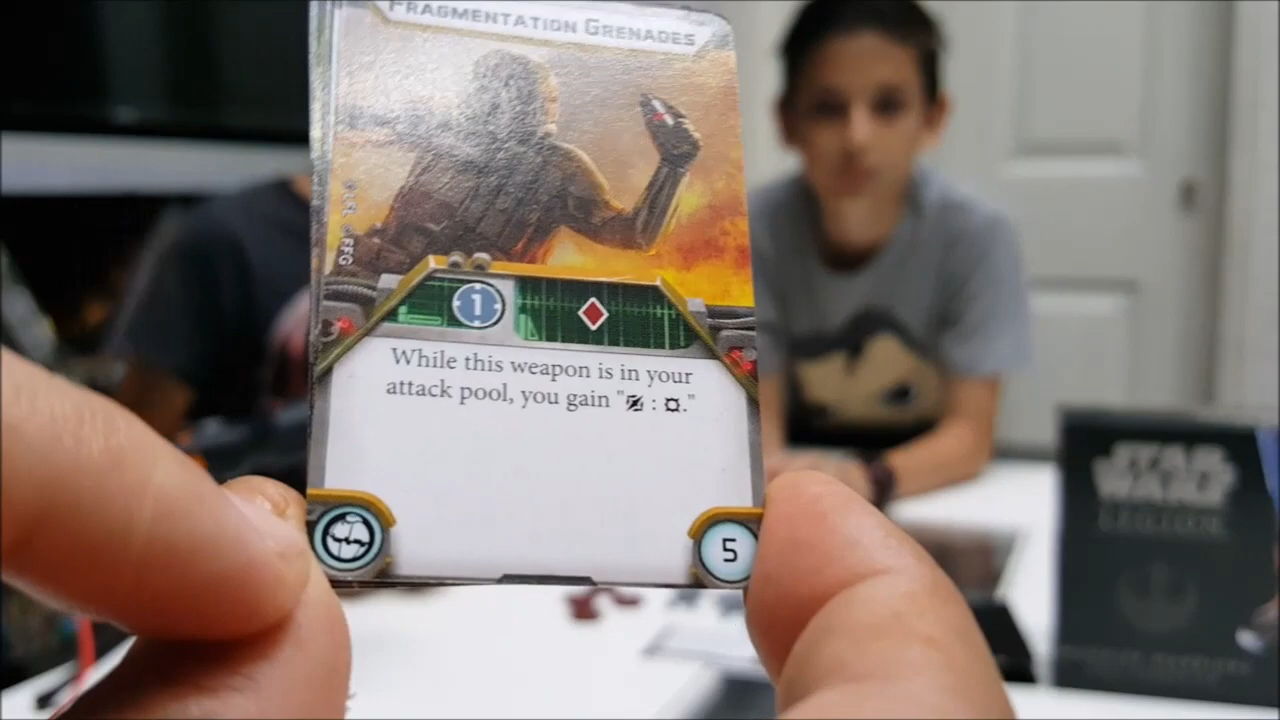 FRAGMENTATION GRENADES
1
While this weapon is in your
attack pool, you gain " : ."
5
STAR
WARS
LEGION